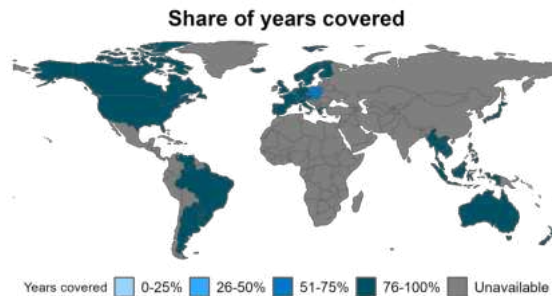 Share of years covered
Years covered 0-25% 26-50% 51-75% 76-100% Unavailable